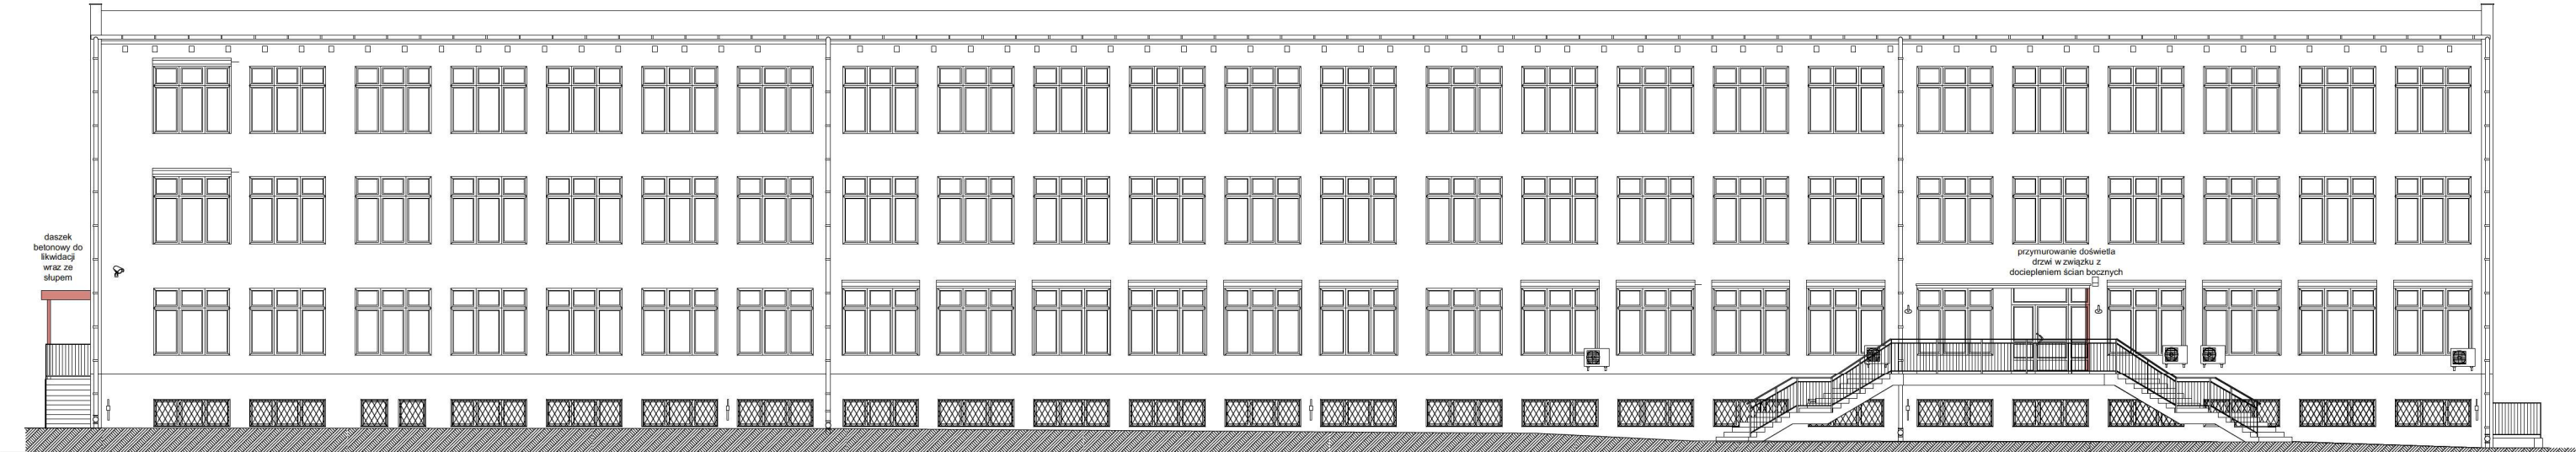 daszek
betonowy do
likwidacji
wraz ze
słupem
przymurowanie doświetla
drzwi w związku z
dociepleniem ścian bocznych